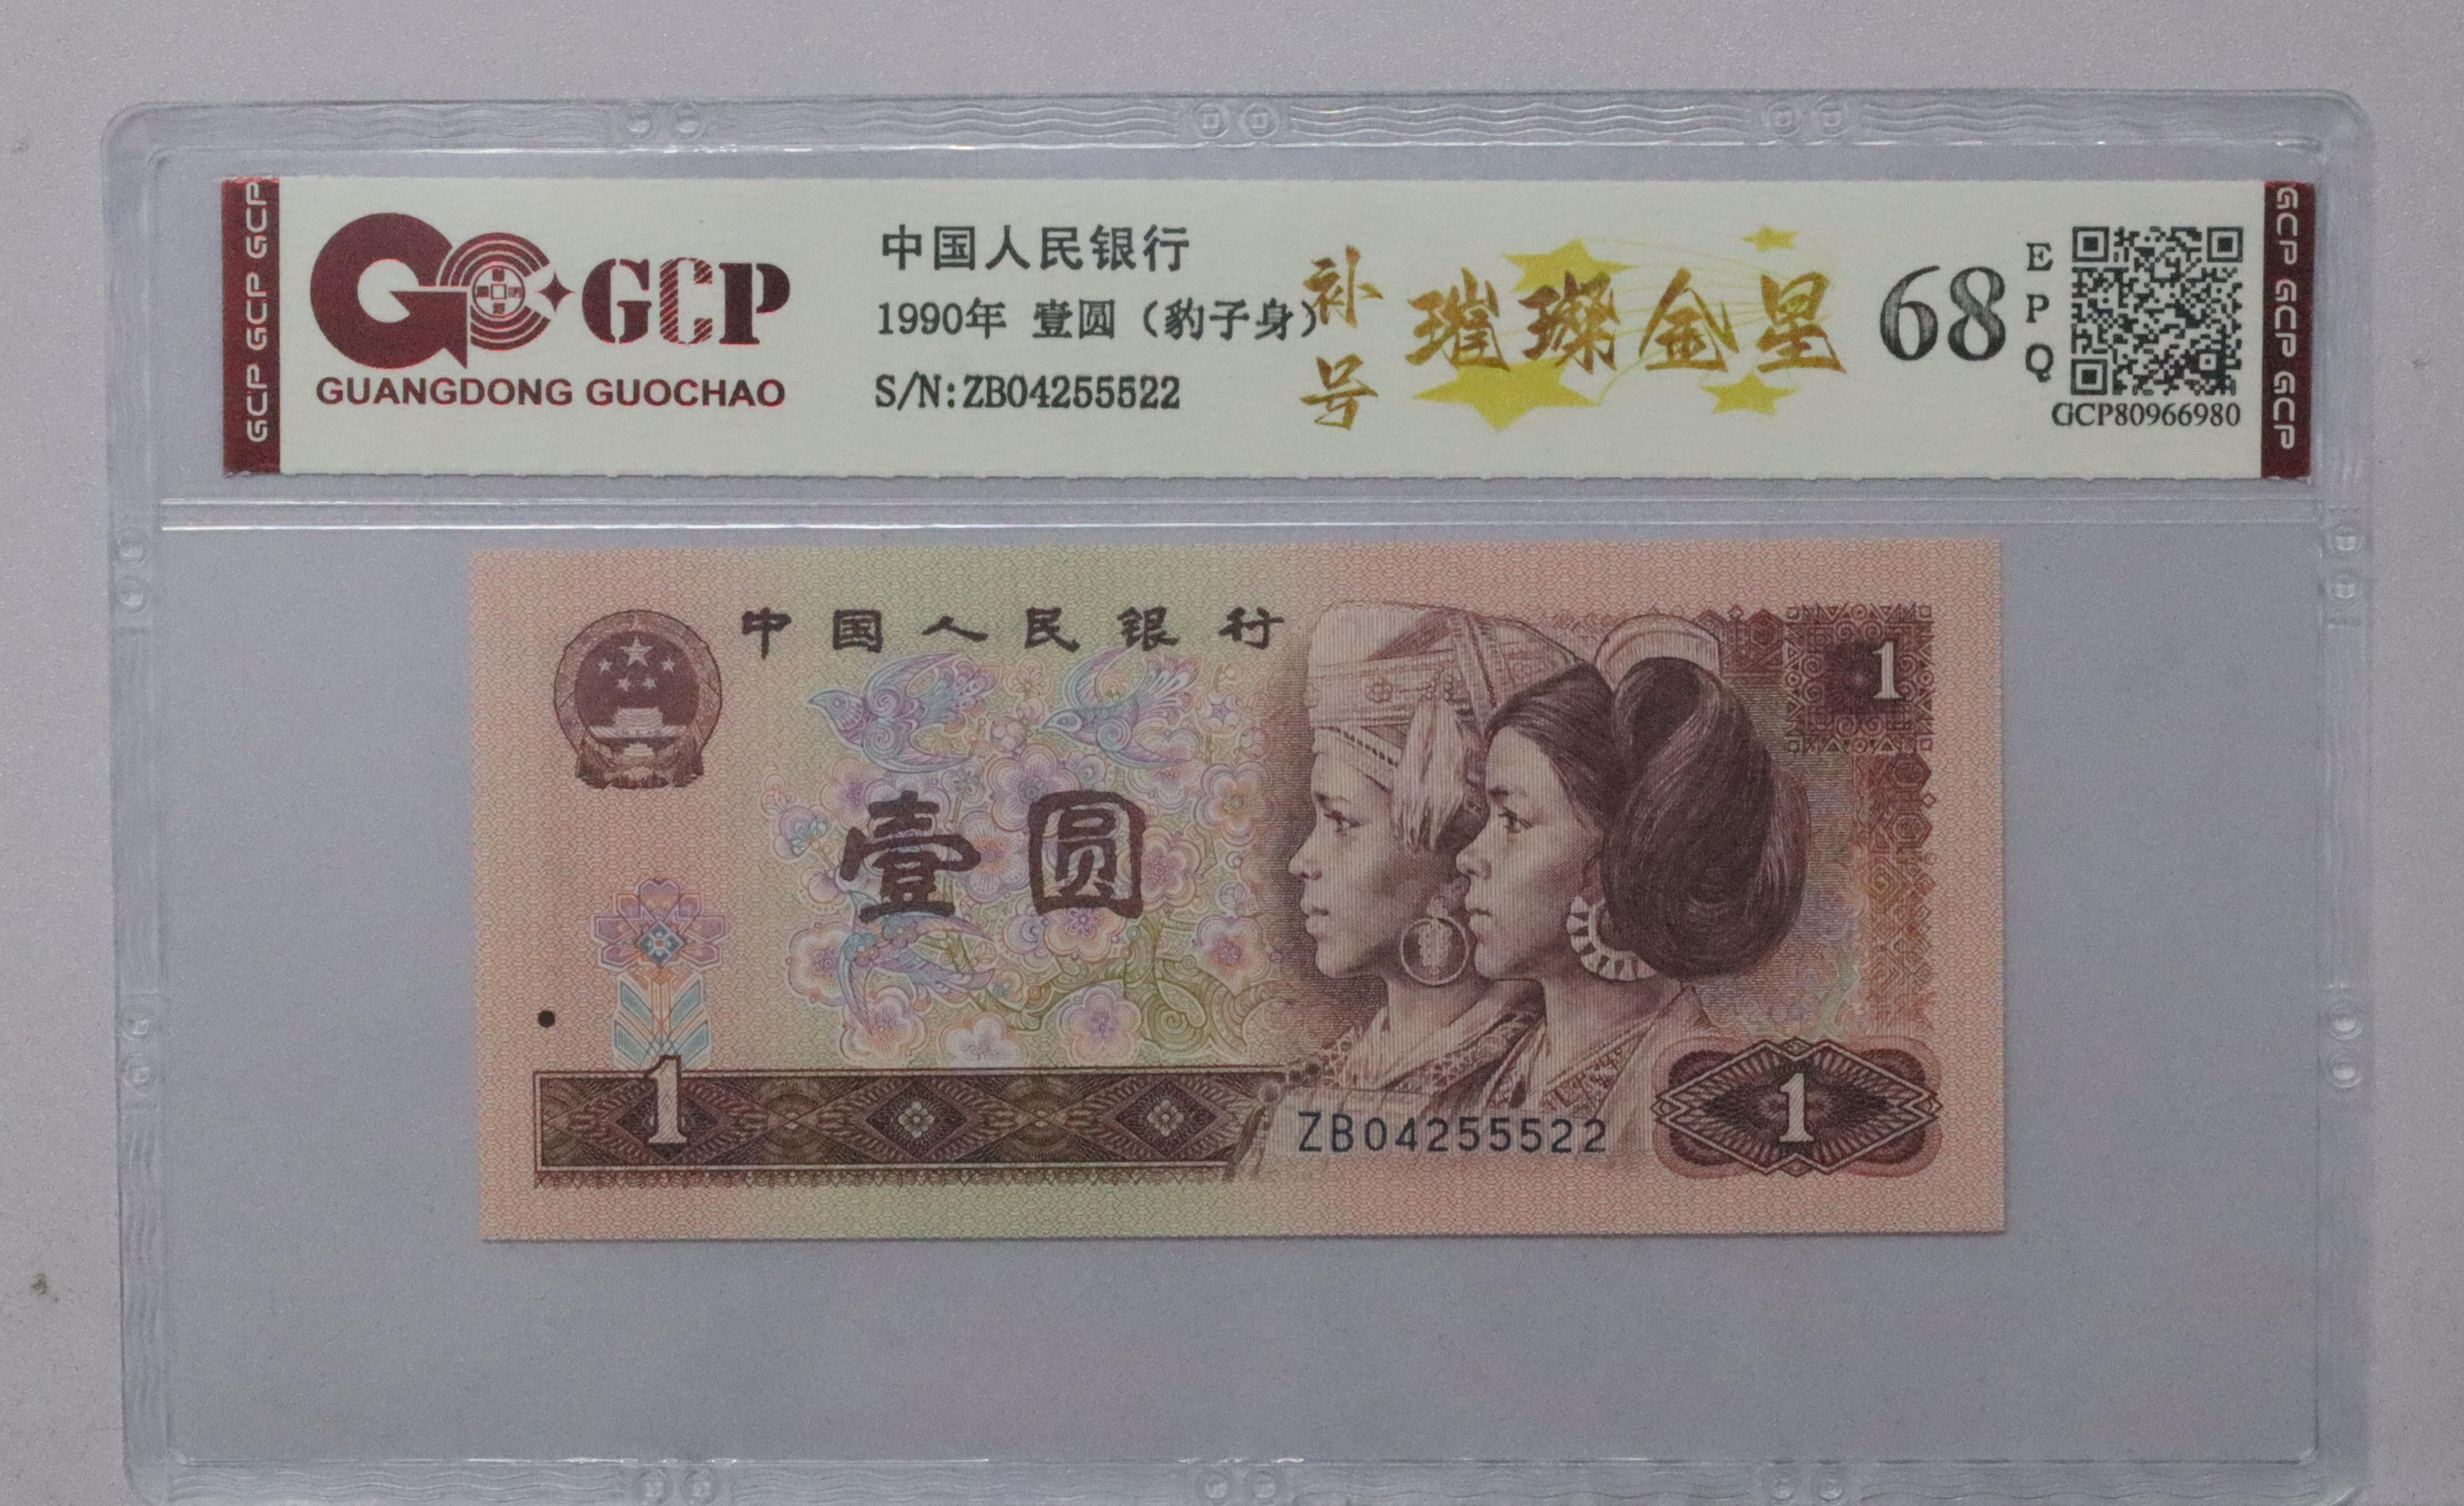 GCP GCP GCP
GCP
GUANGDONG GUOCHAO
中国人民银行
1990年 壹圆（豹子身）
S/N:ZB04255522
补号
璀璨金星
68
EPQ
GCP80966980
GCP GCP GCP
中国人民银行
1
壹圆
1
ZB04255522
1